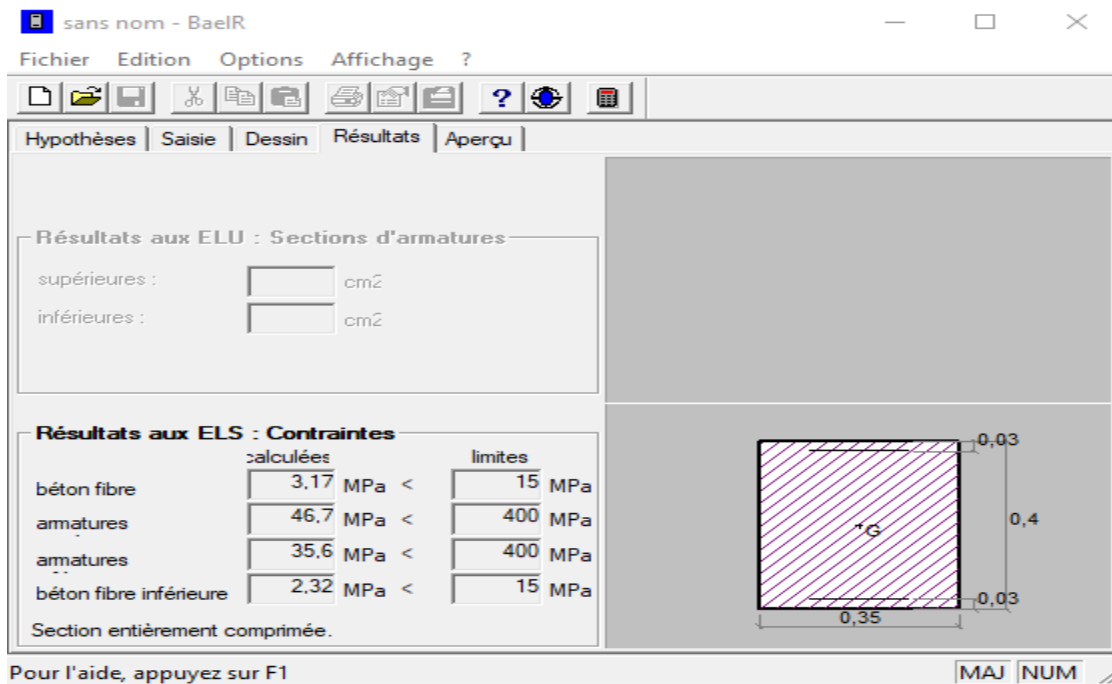 sans nom - BaelR
Fichier Edition Options Affichage ?
Hypothèses Saisie Dessin Résultats Aperçu
Résultats aux ELU : Sections d'armatures
supérieures : cm2
inférieures : cm2
Résultats aux ELS : Contraintes
calculées limites
béton fibre 3,17 MPa < 15 MPa
armatures 46,7 MPa < 400 MPa
armatures 35,6 MPa < 400 MPa
béton fibre inférieure 2,32 MPa < 15 MPa
Section entièrement comprimée.
0,03
G
0,4
0,03
0,35
Pour l'aide, appuyez sur F1 MAJ NUM